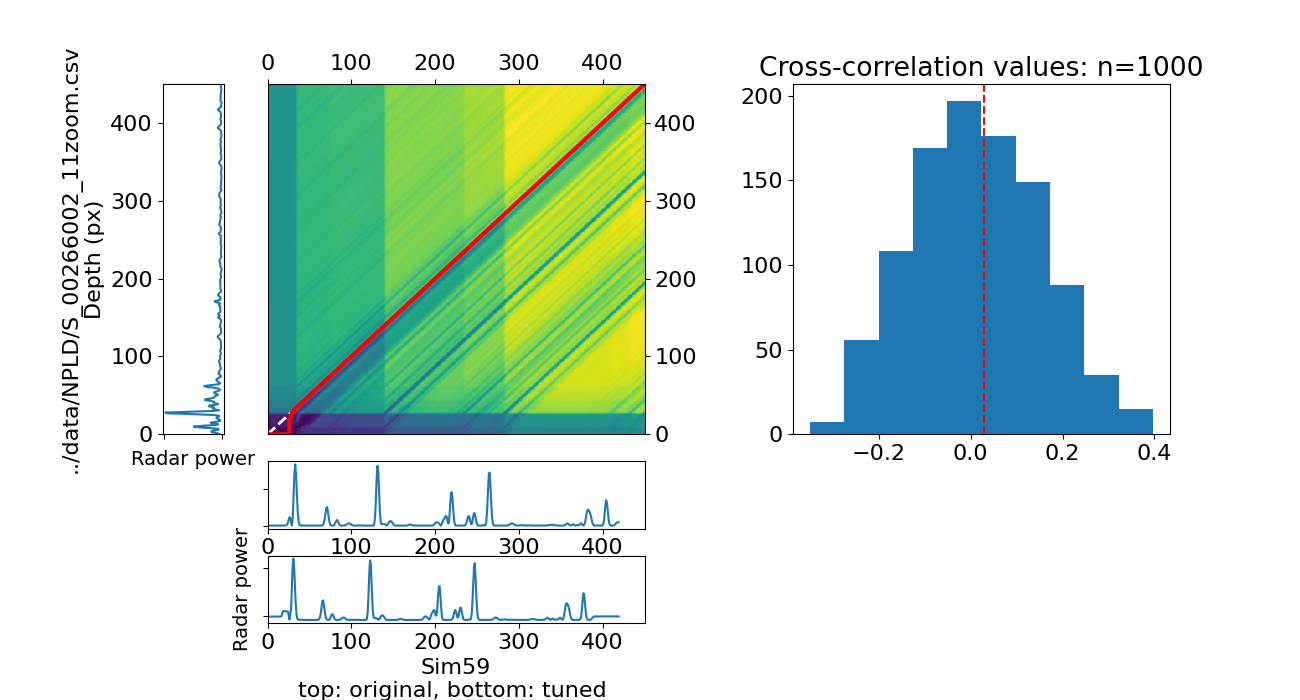 0 100 200 300 400
../data/NPLD/S_00266002_11zoom.csv
Depth (px)
400
300
200
100
0
Radar power
400
300
200
100
0
0 100 200 300 400
Radar power
0 100 200 300 400
Sim59
top: original, bottom: tuned
Cross-correlation values: n=1000
200
150
100
50
0
−0.2 0.0 0.2 0.4